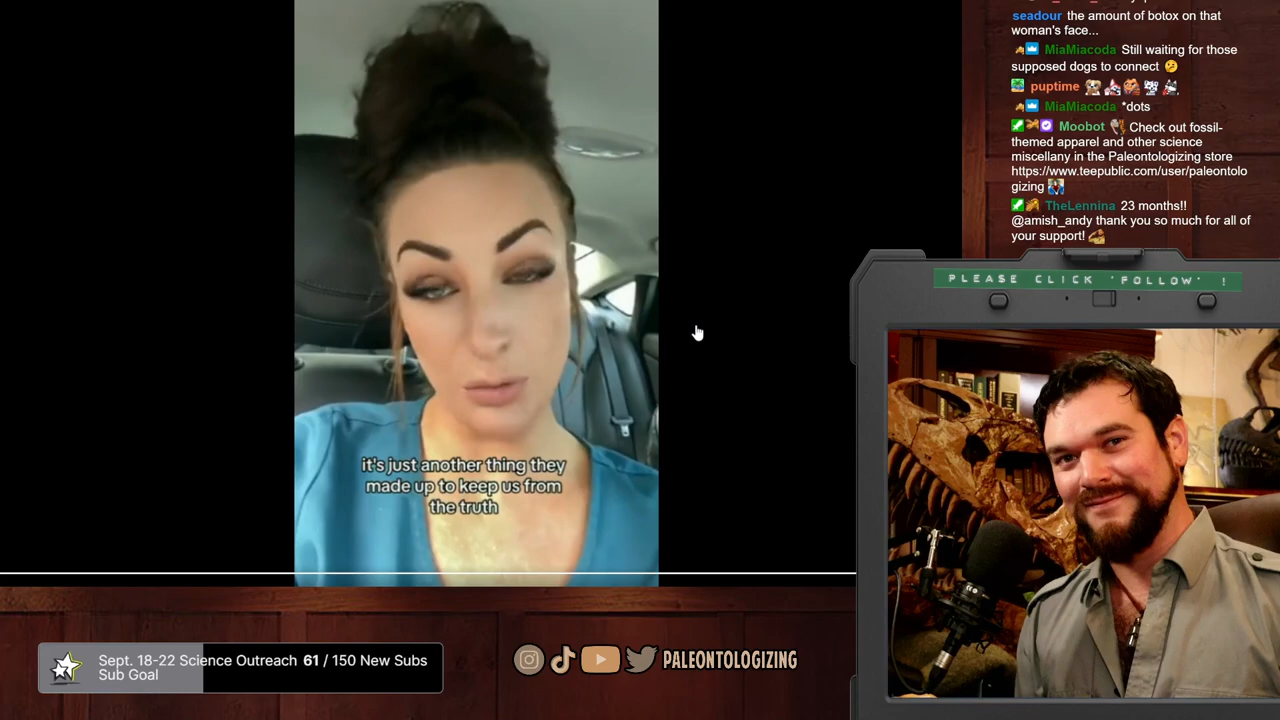 seadour the amount of botox on that
woman's face...
MiaMiacoda Still waiting for those
supposed dogs to connect
puptime
MiaMiacoda *dots
Moobot Check out fossil-
themed apparel and other science
miscellany in the Paleontologizing store
https://www.teepublic.com/user/paleontolo
gizing
TheLennina 23 months!!
@amish_andy thank you so much for all of
your support!
PLEASE CLICK 'FOLLOW' !
it's just another thing they
made up to keep us from
the truth
Sept. 18-22 Science Outreach 61 / 150 New Subs
Sub Goal
PALEONTOLOGIZING